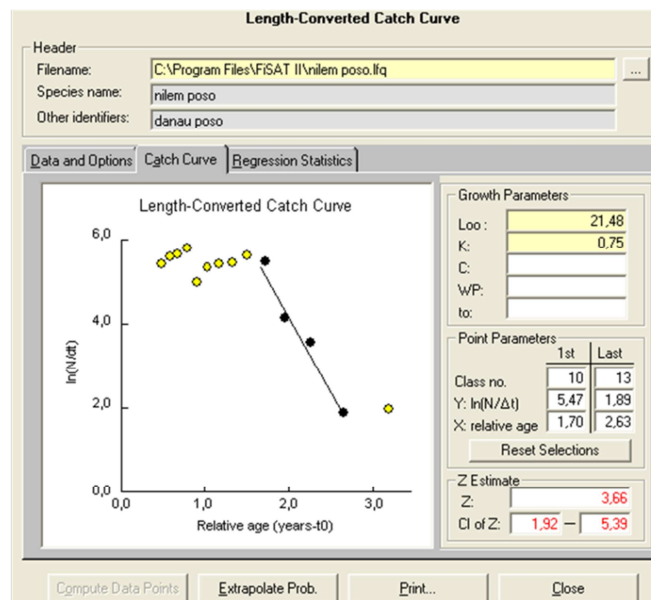 Length-Converted Catch Curve
Header
Filename: C:\Program Files\FiSAT II\nilem poso.lfq ...
Species name: nilem poso
Other identifiers: danau poso
Data and Options Catch Curve Regression Statistics
Length-Converted Catch Curve
6,0
4,0
2,0
0,0
ln(N/dt)
0,0 1,0 2,0 3,0
Relative age (years-t0)
Growth Parameters
Loo : 21,48
K: 0,75
C:
WP:
to:
Point Parameters
1st Last
Class no. 10 13
Y: ln(N/Δt) 5,47 1,89
X: relative age 1,70 2,63
Reset Selections
Z Estimate
Z: 3,66
CI of Z: 1,92 — 5,39
Compute Data Points Extrapolate Prob. Print... Close